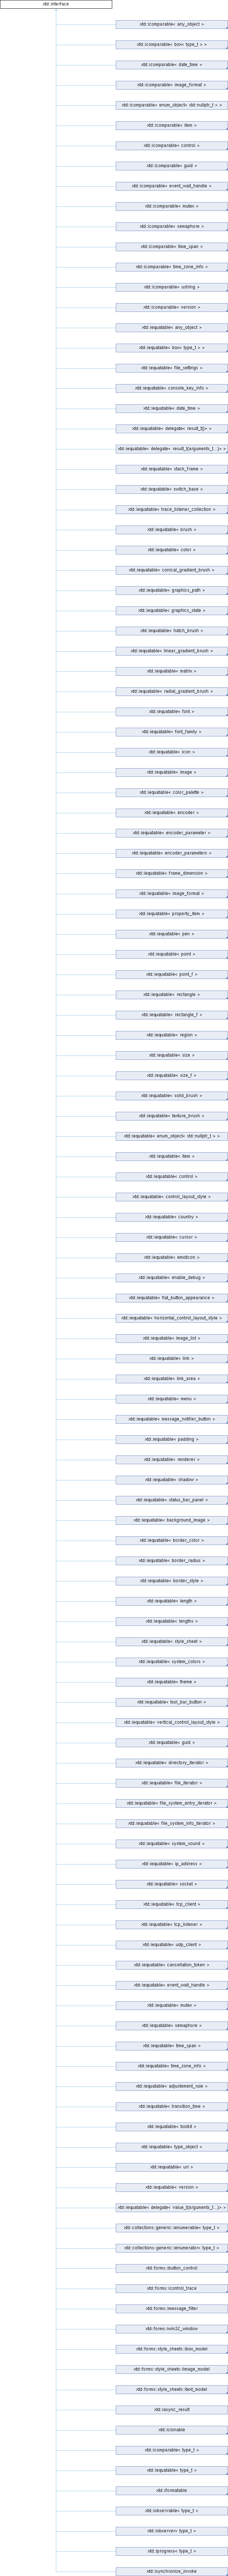 xtd::interface
xtd::icomparable< any_object >
xtd::icomparable< box< type_t > >
xtd::icomparable< date_time >
xtd::icomparable< image_format >
xtd::icomparable< enum_object< std::nullptr_t > >
xtd::icomparable< item >
xtd::icomparable< control >
xtd::icomparable< guid >
xtd::icomparable< event_wait_handle >
xtd::icomparable< mutex >
xtd::icomparable< semaphore >
xtd::icomparable< time_span >
xtd::icomparable< time_zone_info >
xtd::icomparable< ustring >
xtd::icomparable< version >
xtd::iequatable< any_object >
xtd::iequatable< box< type_t > >
xtd::iequatable< file_settings >
xtd::iequatable< console_key_info >
xtd::iequatable< date_time >
xtd::iequatable< delegate< result_t()> >
xtd::iequatable< delegate< result_t(arguments_t...)> >
xtd::iequatable< stack_frame >
xtd::iequatable< switch_base >
xtd::iequatable< trace_listener_collection >
xtd::iequatable< brush >
xtd::iequatable< color >
xtd::iequatable< conical_gradient_brush >
xtd::iequatable< graphics_path >
xtd::iequatable< graphics_state >
xtd::iequatable< hatch_brush >
xtd::iequatable< linear_gradient_brush >
xtd::iequatable< matrix >
xtd::iequatable< radial_gradient_brush >
xtd::iequatable< font >
xtd::iequatable< font_family >
xtd::iequatable< icon >
xtd::iequatable< image >
xtd::iequatable< color_palette >
xtd::iequatable< encoder >
xtd::iequatable< encoder_parameter >
xtd::iequatable< encoder_parameters >
xtd::iequatable< frame_dimension >
xtd::iequatable< image_format >
xtd::iequatable< property_item >
xtd::iequatable< pen >
xtd::iequatable< point >
xtd::iequatable< point_f >
xtd::iequatable< rectangle >
xtd::iequatable< rectangle_f >
xtd::iequatable< region >
xtd::iequatable< size >
xtd::iequatable< size_f >
xtd::iequatable< solid_brush >
xtd::iequatable< texture_brush >
xtd::iequatable< enum_object< std::nullptr_t > >
xtd::iequatable< item >
xtd::iequatable< control >
xtd::iequatable< control_layout_style >
xtd::iequatable< country >
xtd::iequatable< cursor >
xtd::iequatable< emoticon >
xtd::iequatable< enable_debug >
xtd::iequatable< flat_button_appearance >
xtd::iequatable< horizontal_control_layout_style >
xtd::iequatable< image_list >
xtd::iequatable< link >
xtd::iequatable< link_area >
xtd::iequatable< menu >
xtd::iequatable< message_notifier_button >
xtd::iequatable< padding >
xtd::iequatable< renderer >
xtd::iequatable< shadow >
xtd::iequatable< status_bar_panel >
xtd::iequatable< background_image >
xtd::iequatable< border_color >
xtd::iequatable< border_radius >
xtd::iequatable< border_style >
xtd::iequatable< length >
xtd::iequatable< lengths >
xtd::iequatable< style_sheet >
xtd::iequatable< system_colors >
xtd::iequatable< theme >
xtd::iequatable< tool_bar_button >
xtd::iequatable< vertical_control_layout_style >
xtd::iequatable< guid >
xtd::iequatable< directory_iterator >
xtd::iequatable< file_iterator >
xtd::iequatable< file_system_entry_iterator >
xtd::iequatable< file_system_info_iterator >
xtd::iequatable< system_sound >
xtd::iequatable< ip_address >
xtd::iequatable< socket >
xtd::iequatable< tcp_client >
xtd::iequatable< tcp_listener >
xtd::iequatable< udp_client >
xtd::iequatable< cancellation_token >
xtd::iequatable< event_wait_handle >
xtd::iequatable< mutex >
xtd::iequatable< semaphore >
xtd::iequatable< time_span >
xtd::iequatable< time_zone_info >
xtd::iequatable< adjustement_rule >
xtd::iequatable< transition_time >
xtd::iequatable< toolkit >
xtd::iequatable< type_object >
xtd::iequatable< uri >
xtd::iequatable< version >
xtd::iequatable< delegate< value_t(arguments_t...)> >
xtd::collections::generic::ienumerable< type_t >
xtd::collections::generic::ienumerator< type_t >
xtd::forms::ibutton_control
xtd::forms::icontrol_trace
xtd::forms::imessage_filter
xtd::forms::iwin32_window
xtd::forms::style_sheets::ibox_model
xtd::forms::style_sheets::iimage_model
xtd::forms::style_sheets::itext_model
xtd::iasync_result
xtd::iclonable
xtd::icomparable< type_t >
xtd::iequatable< type_t >
xtd::iformatable
xtd::iobservable< type_t >
xtd::iobserver< type_t >
xtd::iprogress< type_t >
xtd::isynchronize_invoke